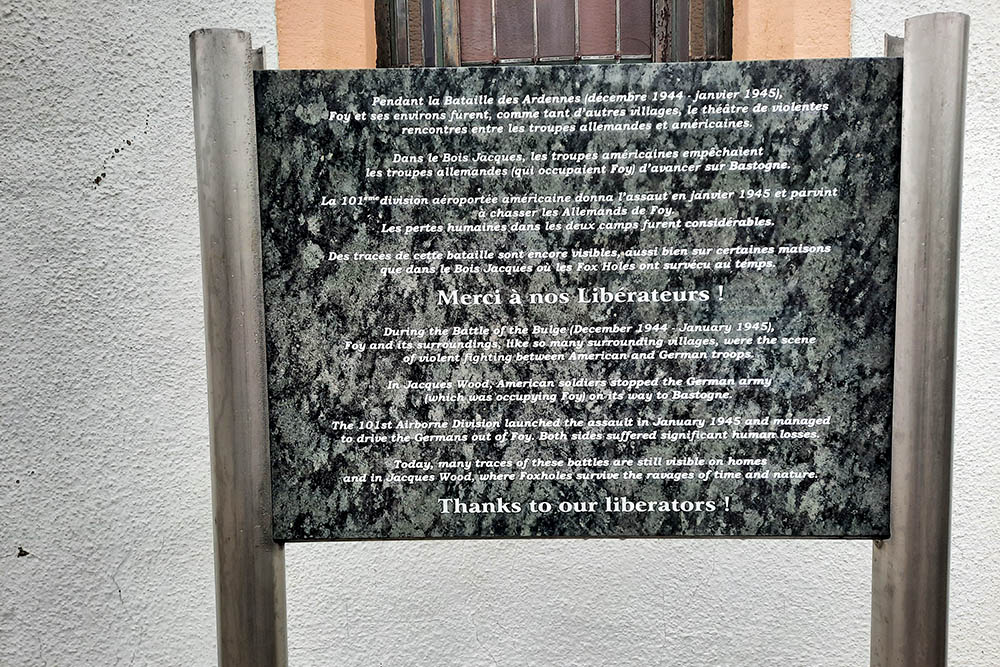 Pendant la Bataille des Ardennes (décembre 1944 - janvier 1945),
Foy et ses environs furent, comme tant d'autres villages, le théâtre de violentes
rencontres entre les troupes allemandes et américaines.
Dans le Bois Jacques, les troupes américaines empêchaient
les troupes allemandes (qui occupaient Foy) d'avancer sur Bastogne.
La 101ème division aéroportée américaine donna l'assaut en janvier 1945 et parvint
à chasser les Allemands de Foy.
Les pertes humaines dans les deux camps furent considérables.
Des traces de cette bataille sont encore visibles, aussi bien sur certaines maisons
que dans le Bois Jacques où les Fox Holes ont survécu au temps.
Merci à nos Libérateurs !
During the Battle of the Bulge (December 1944 - January 1945),
Foy and its surroundings, like so many surrounding villages, were the scene
of violent fighting between American and German troops.
In Jacques Wood, American soldiers stopped the German army
(which was occupying Foy) on its way to Bastogne.
The 101st Airborne Division launched the assault in January 1945 and managed
to drive the Germans out of Foy. Both sides suffered significant human losses.
Today, many traces of these battles are still visible on homes
and in Jacques Wood, where Foxholes survive the ravages of time and nature.
Thanks to our liberators !